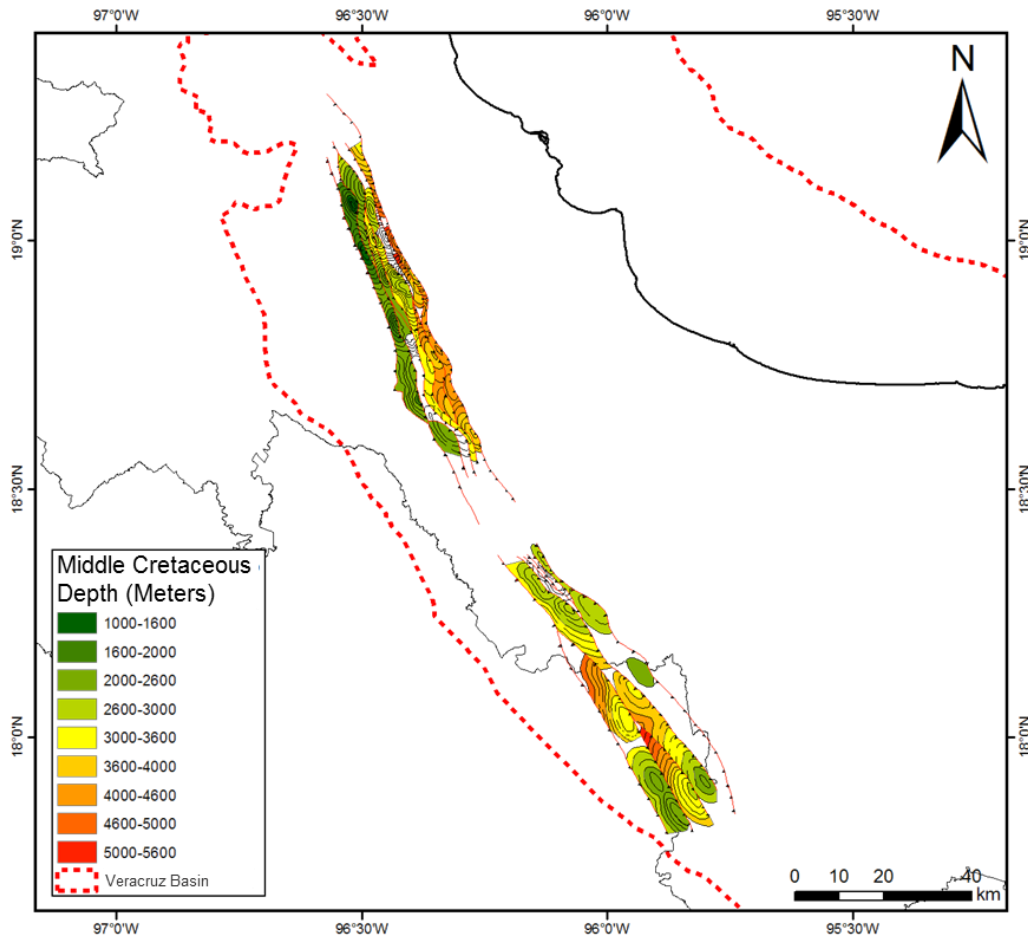 97°0'W 96°30'W 96°0'W 95°30'W
N
19°0'N 19°0'N
18°30'N 18°30'N
Middle Cretaceous
Depth (Meters)
1000-1600
1600-2000
2000-2600
2600-3000
3000-3600
3600-4000
4000-4600
4600-5000
5000-5600
Veracruz Basin
18°0'N 18°0'N
0 10 20 40
km
97°0'W 96°30'W 96°0'W 95°30'W